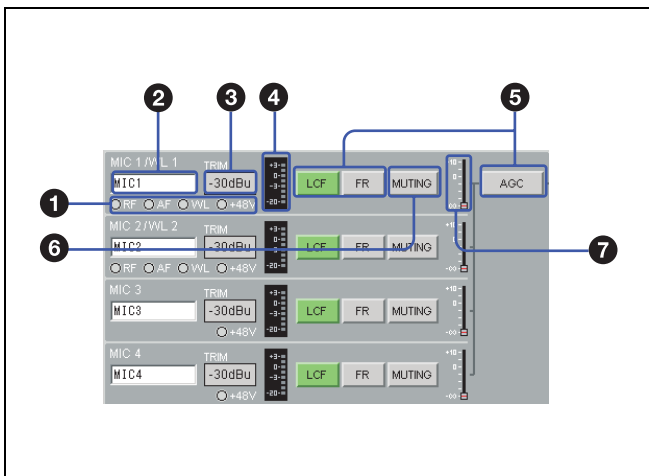 2 3 4 5
MIC 1/WL 1 TRIM
MIC1 -30dBu +3 0 -3 -20 LCF FR MUTING 10 0 ∞ AGC
1 RF AF WL +48V
6 7
MIC 2/WL 2 TRIM
MIC2 -30dBu +3 0 -3 -20 LCF FR MUTING +10 -∞
RF AF WL +48V
MIC 3 TRIM
MIC3 -30dBu +3 0 -3 -20 LCF FR MUTING +10 0 -∞
+48V
MIC 4 TRIM
MIC4 -30dBu +3 0 -3 -20 LCF FR MUTING +10 0 -∞
+48V